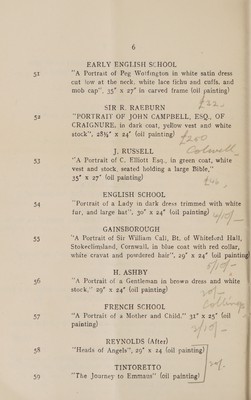 6
EARLY ENGLISH SCHOOL
51 "A Portrait of Peg Woffington in white satin dress
cut low at the neck, white lace fichu and cuffs, and
mob cap", 35" x 27" in carved frame (oil painting)
SIR R. RAEBURN
52 "PORTRAIT OF JOHN CAMPBELL, ESQ., OF
CRAIGNURE, in dark coat, yellow vest and white
stock", 28½" x 24" (oil painting)
£200
J. RUSSELL
53 "A Portrait of C. Elliott Esq., in green coat, white
vest and stock, seated holding a large Bible,"
35" x 27" (oil painting)
ENGLISH SCHOOL
54 "Portrait of a Lady in dark dress trimmed with white
fur, and large hat", 30" x 24" (oil painting)
GAINSBOROUGH
55 "A Portrait of Sir William Call, Bt. of Whiteford Hall,
Stokeclimsland, Cornwall, in blue coat with red collar,
white cravat and powdered hair", 29" x 24" (oil painting)
H. ASHBY
56 "A Portrait of a Gentleman in brown dress and white
stock," 29" x 24" (oil painting)
FRENCH SCHOOL
57 "A Portrait of a Mother and Child," 31" x 25" (oil
painting)
REYNOLDS (After)
58 "Heads of Angels", 29" x 24 (oil painting)
TINTORETTO
59 "The Journey to Emmaus" (oil painting)